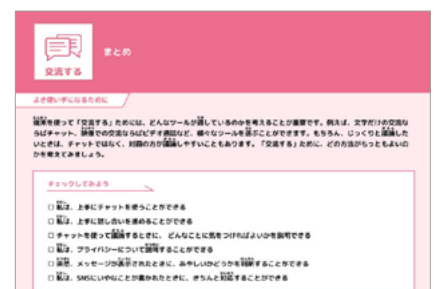 まとめ
交流する
よき使い手になるために
端末を使って「交流する」ためには、どんなツールが適しているのかを考えることが重要です。例えば、文字だけの交流な
らばチャット、映像での交流ならばビデオ通話など、様々なツールを選ぶことができます。もちろん、じっくりと議論した
いときは、チャットではなく、対面の方が議論しやすいこともあります。「交流する」ために、どの方法がもっともよいの
かを考えてみましょう。
チェックしてみよう
□ 私は、上手にチャットを使うことができる
□ 私は、上手に話し合いを進めることができる
□ チャットを使って議論するときに、どんなことに気をつければよいかを説明できる
□ 私は、プライバシーについて説明することができる
□ 突然、メッセージが表示されたときに、あやしいかどうかを判断することができる
□ 私は、SNSにいやなことが書かれたときに、きちんと対応することができる